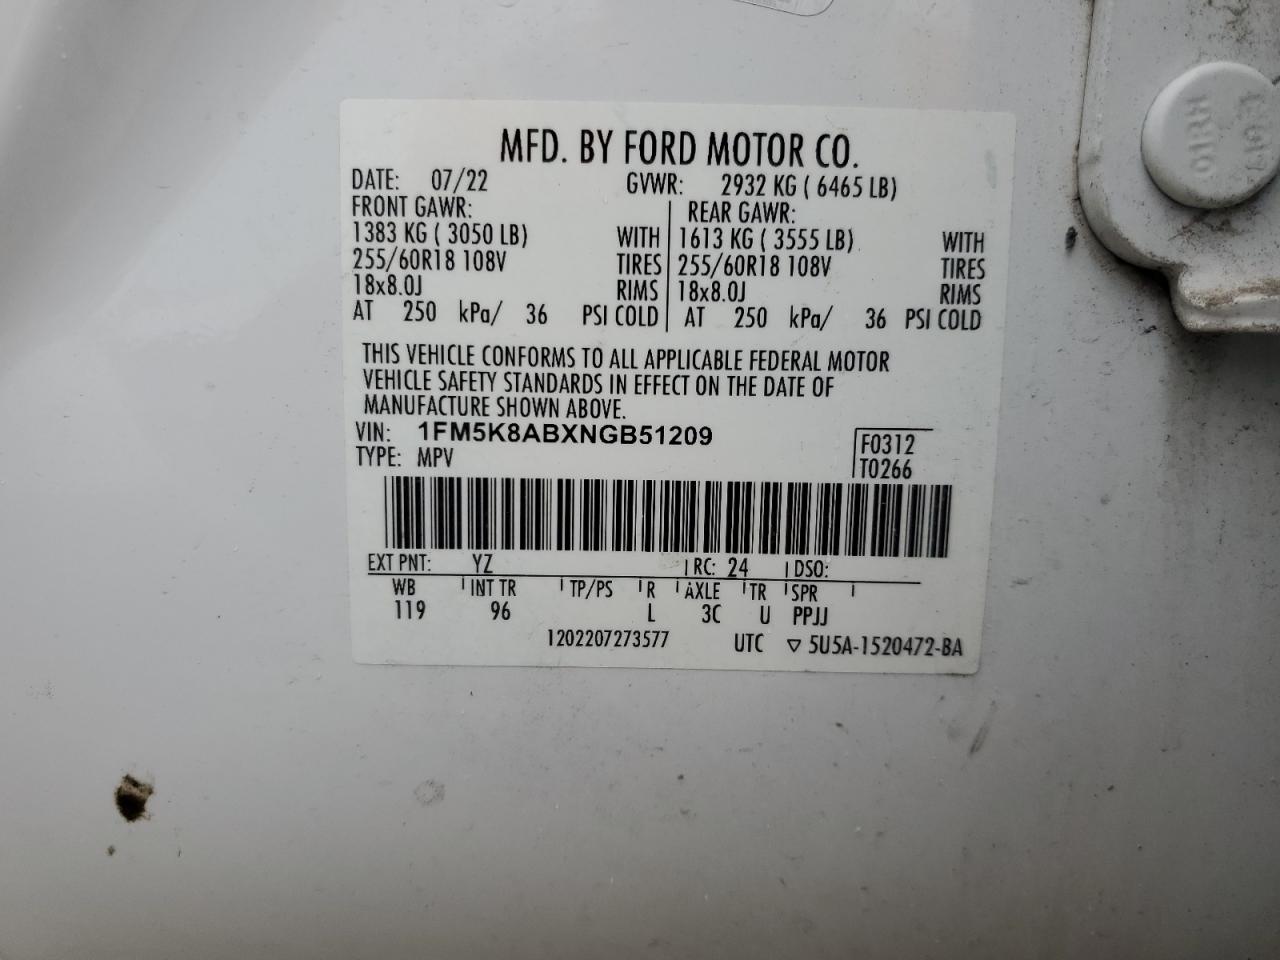 MFD. BY FORD MOTOR CO.
DATE: 07/22 GVWR: 2932 KG ( 6465 LB)
FRONT GAWR: REAR GAWR:
1383 KG ( 3050 LB) WITH 1613 KG ( 3555 LB) WITH
255/60R18 108V TIRES 255/60R18 108V TIRES
18x8.0J RIMS 18x8.0J RIMS
AT 250 kPa/ 36 PSI COLD AT 250 kPa/ 36 PSI COLD
THIS VEHICLE CONFORMS TO ALL APPLICABLE FEDERAL MOTOR
VEHICLE SAFETY STANDARDS IN EFFECT ON THE DATE OF
MANUFACTURE SHOWN ABOVE.
VIN: 1FM5K8ABXNGB51209 F0312
TYPE: MPV T0266
EXT PNT: YZ RC: 24 DSO:
WB INT TR TP/PS R AXLE TR SPR
119 96 L 3C U PPJJ
1202207273577 UTC ▽ 5U5A-1520472-BA